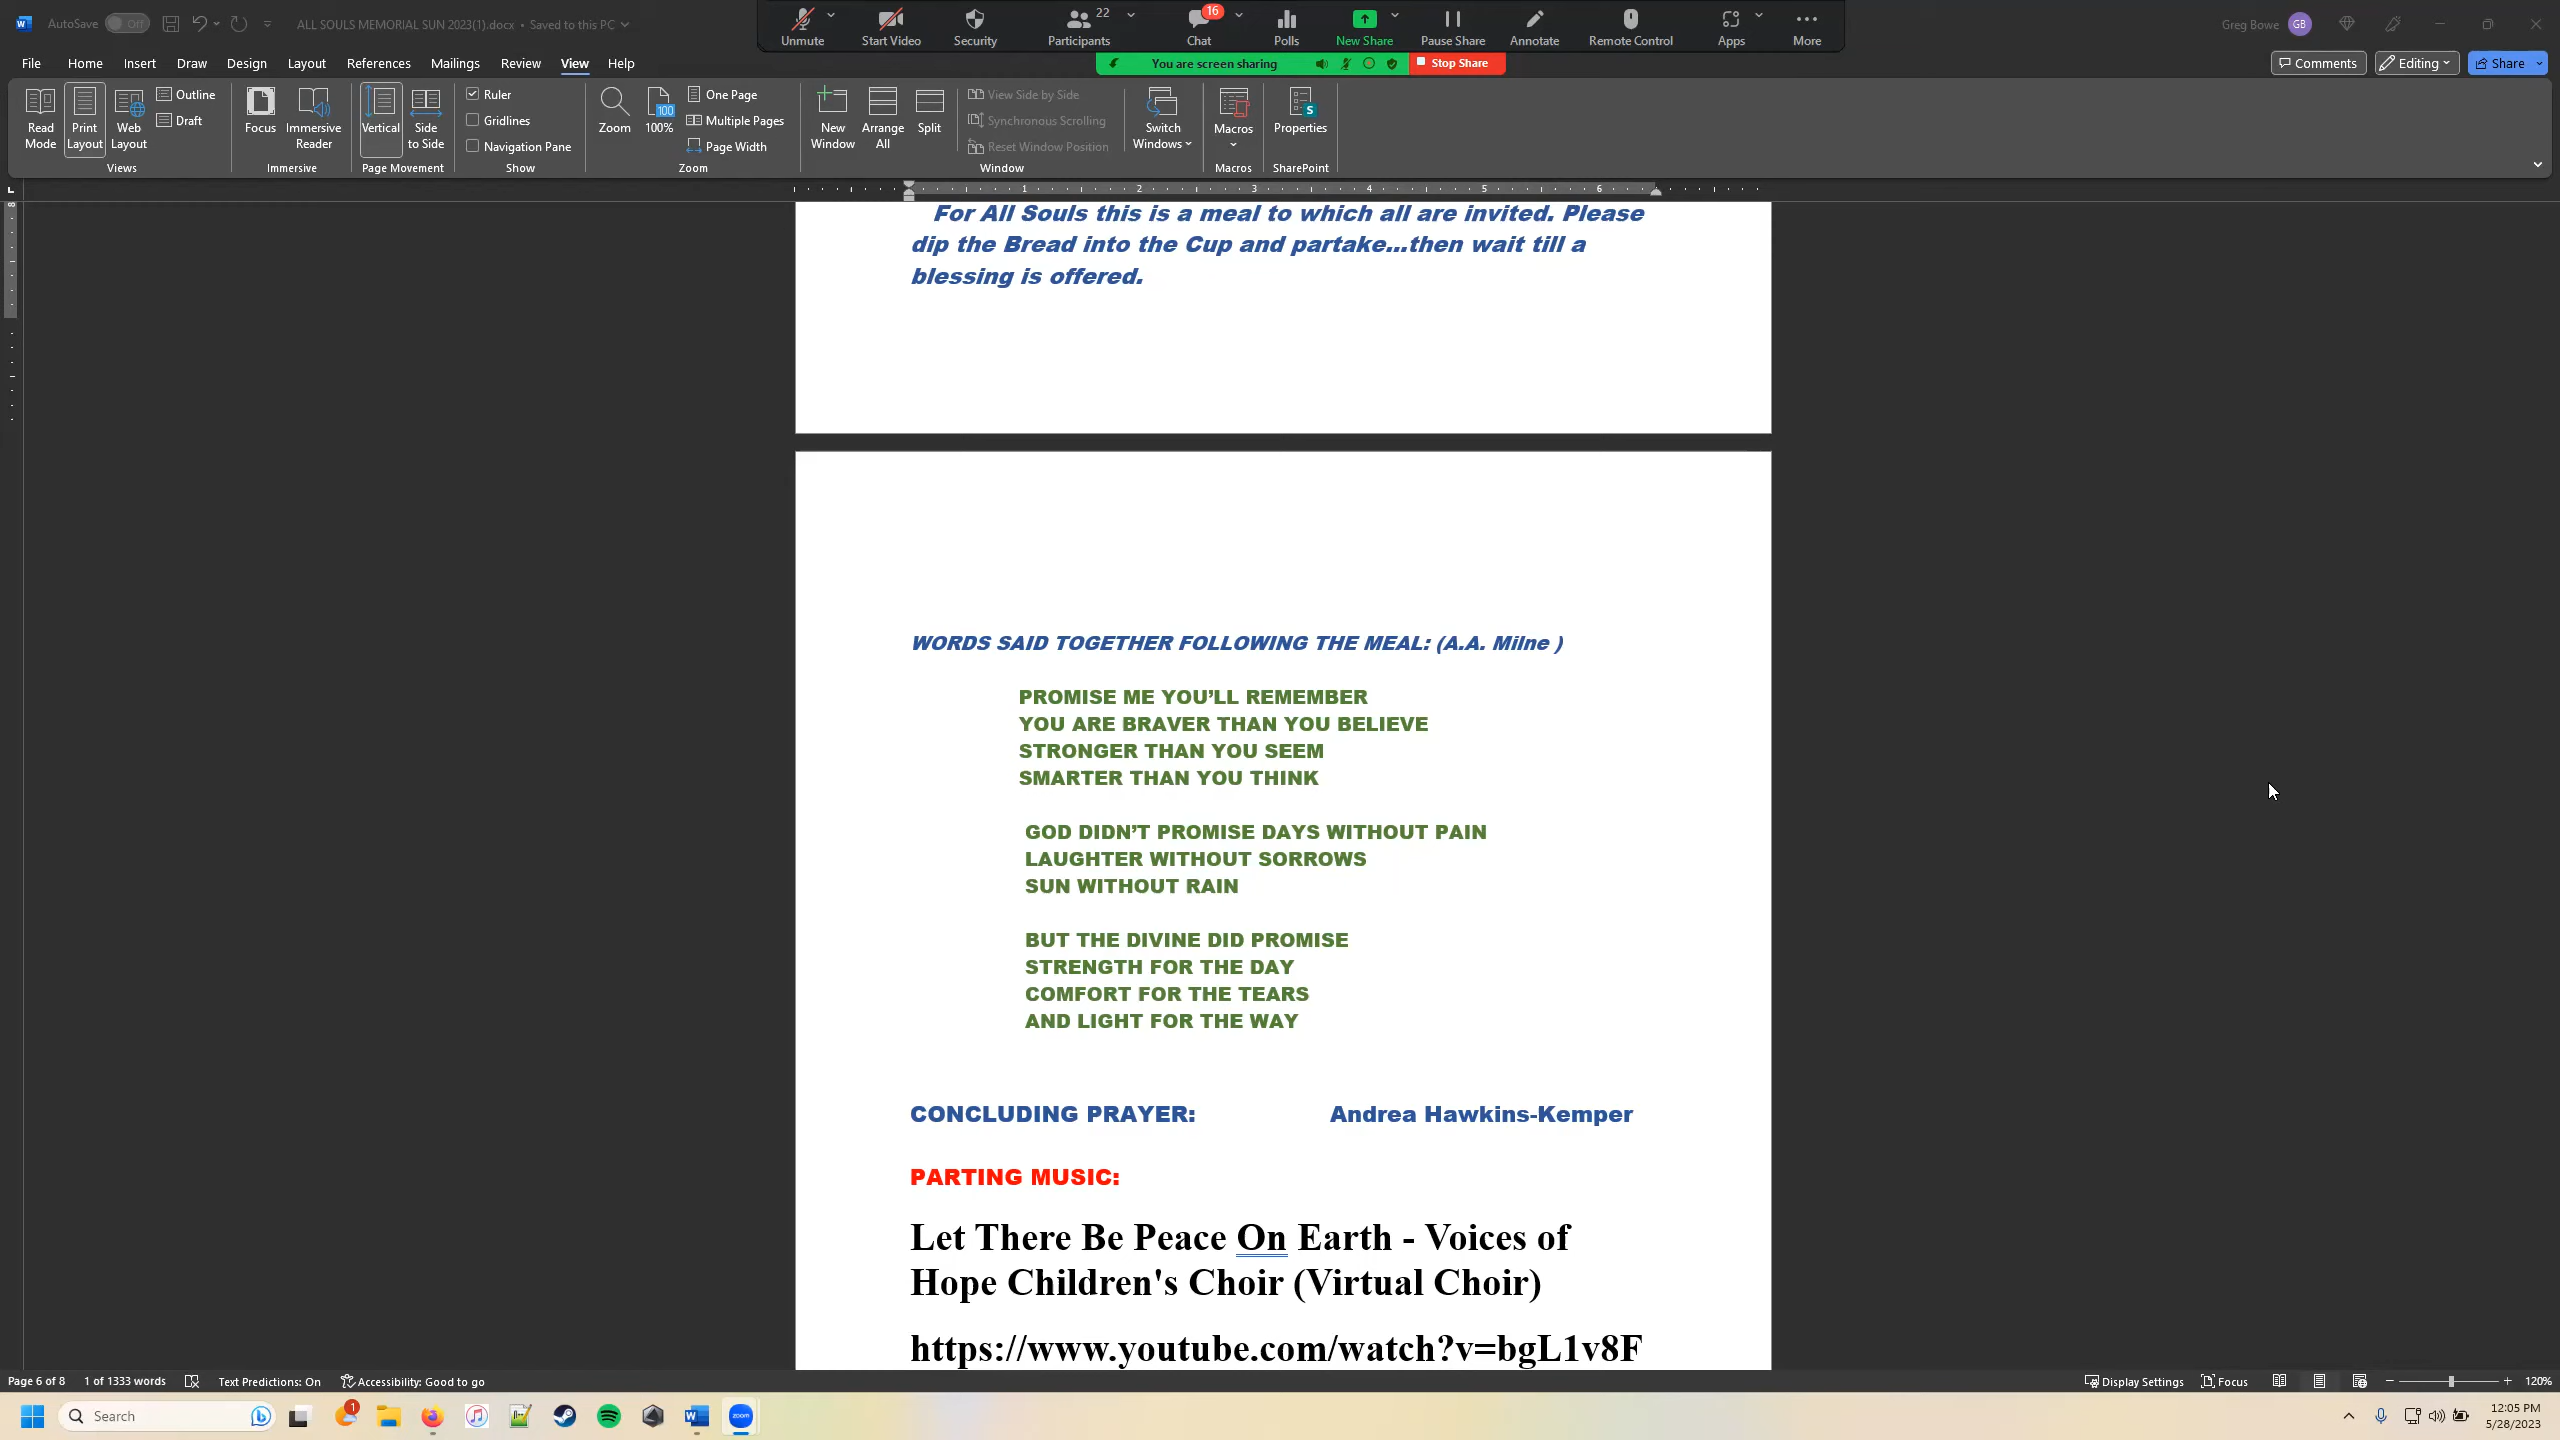 AutoSave Off ALL SOULS MEMORIAL SUN 2023(1).docx • Saved to this PC
Unmute Start Video Security Participants 22 Chat 16 Polls New Share Pause Share Annotate Remote Control Apps More
Greg Bowe GB
You are screen sharing Stop Share
File Home Insert Draw Design Layout References Mailings Review View Help
Comments Editing Share
Read Mode
Print Layout
Web Layout
Outline
Draft
Views
Focus
Immersive Reader
Immersive
Vertical
Side to Side
Page Movement
Ruler
Gridlines
Navigation Pane
Show
Zoom
100
100%
One Page
Multiple Pages
Page Width
Zoom
New Window
Arrange All
Split
View Side by Side
Synchronous Scrolling
Reset Window Position
Window
Switch Windows
Macros
Macros
Properties
SharePoint
1 2 3 4 5 6
8
For All Souls this is a meal to which all are invited. Please
dip the Bread into the Cup and partake...then wait till a
blessing is offered.
WORDS SAID TOGETHER FOLLOWING THE MEAL: (A.A. Milne )
PROMISE ME YOU’LL REMEMBER
YOU ARE BRAVER THAN YOU BELIEVE
STRONGER THAN YOU SEEM
SMARTER THAN YOU THINK
GOD DIDN’T PROMISE DAYS WITHOUT PAIN
LAUGHTER WITHOUT SORROWS
SUN WITHOUT RAIN
BUT THE DIVINE DID PROMISE
STRENGTH FOR THE DAY
COMFORT FOR THE TEARS
AND LIGHT FOR THE WAY
CONCLUDING PRAYER: Andrea Hawkins-Kemper
PARTING MUSIC:
Let There Be Peace On Earth - Voices of
Hope Children's Choir (Virtual Choir)
https://www.youtube.com/watch?v=bgL1v8F
Page 6 of 8 1 of 1333 words Text Predictions: On Accessibility: Good to go Display Settings Focus 120%
Search 1 zoom 12:05 PM
5/28/2023